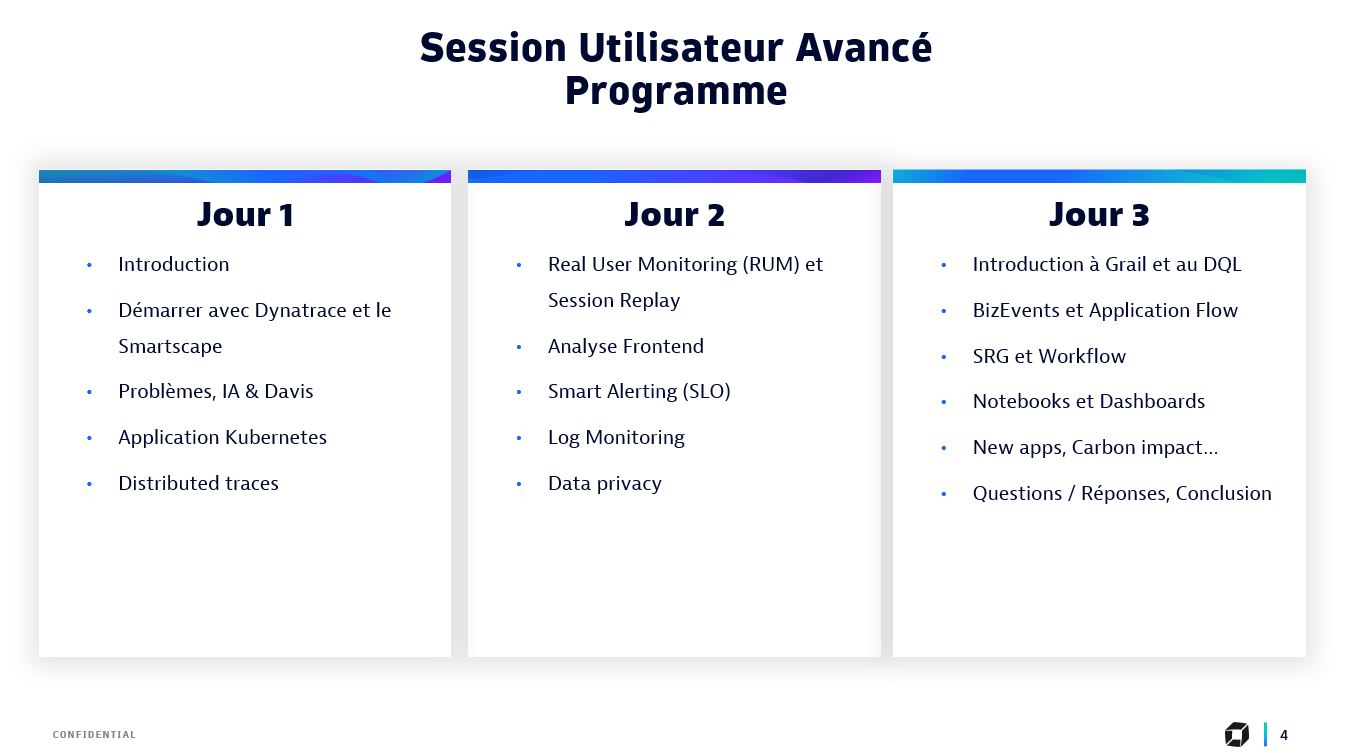 Session Utilisateur Avancé
Programme
Jour 1
• Introduction
• Démarrer avec Dynatrace et le
Smartscape
• Problèmes, IA & Davis
• Application Kubernetes
• Distributed traces
Jour 2
• Real User Monitoring (RUM) et
Session Replay
• Analyse Frontend
• Smart Alerting (SLO)
• Log Monitoring
• Data privacy
Jour 3
• Introduction à Grail et au DQL
• BizEvents et Application Flow
• SRG et Workflow
• Notebooks et Dashboards
• New apps, Carbon impact...
• Questions / Réponses, Conclusion
CONFIDENTIAL
4